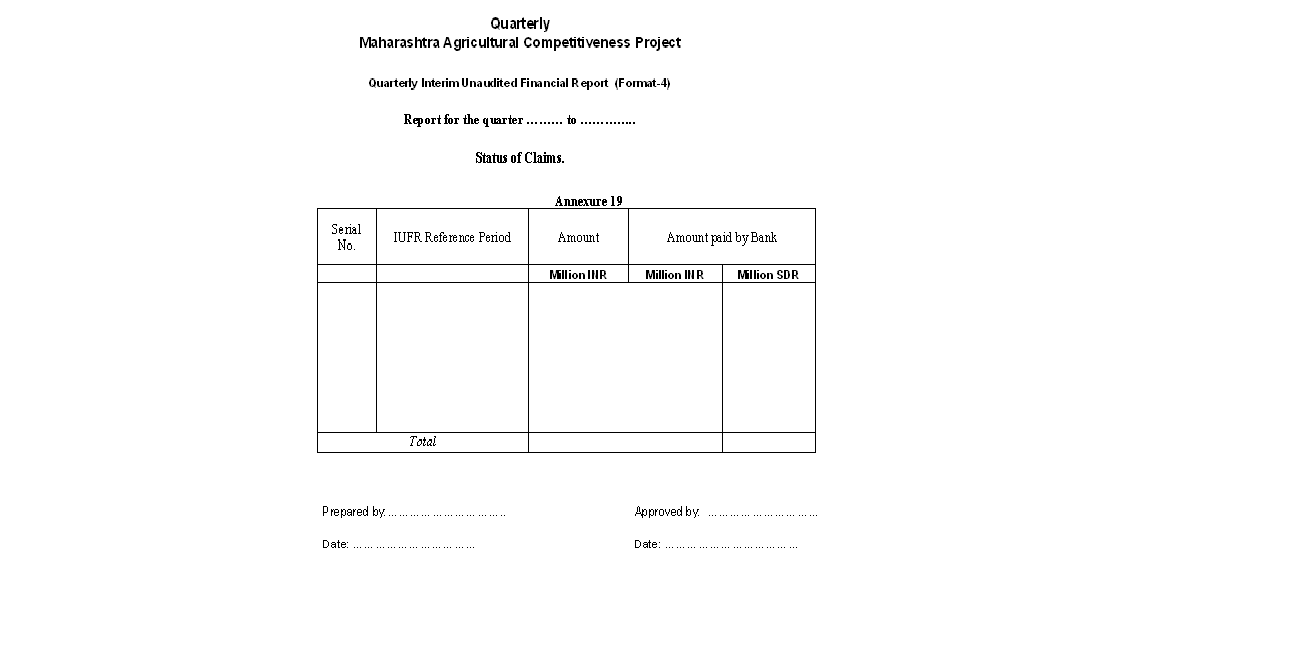 Quarterly
Maharashtra Agricultural Competitiveness Project
Quarterly Interim Unaudited Financial Report (Format-4)
Report for the quarter ……… to …………..
Status of Claims.
Annexure 19
Serial No. IUFR Reference Period Amount Amount paid by Bank
Million INR Million INR Million SDR
Total
Prepared by:………………………….. Approved by: …………………………
Date: …………………………… Date: ………………………………